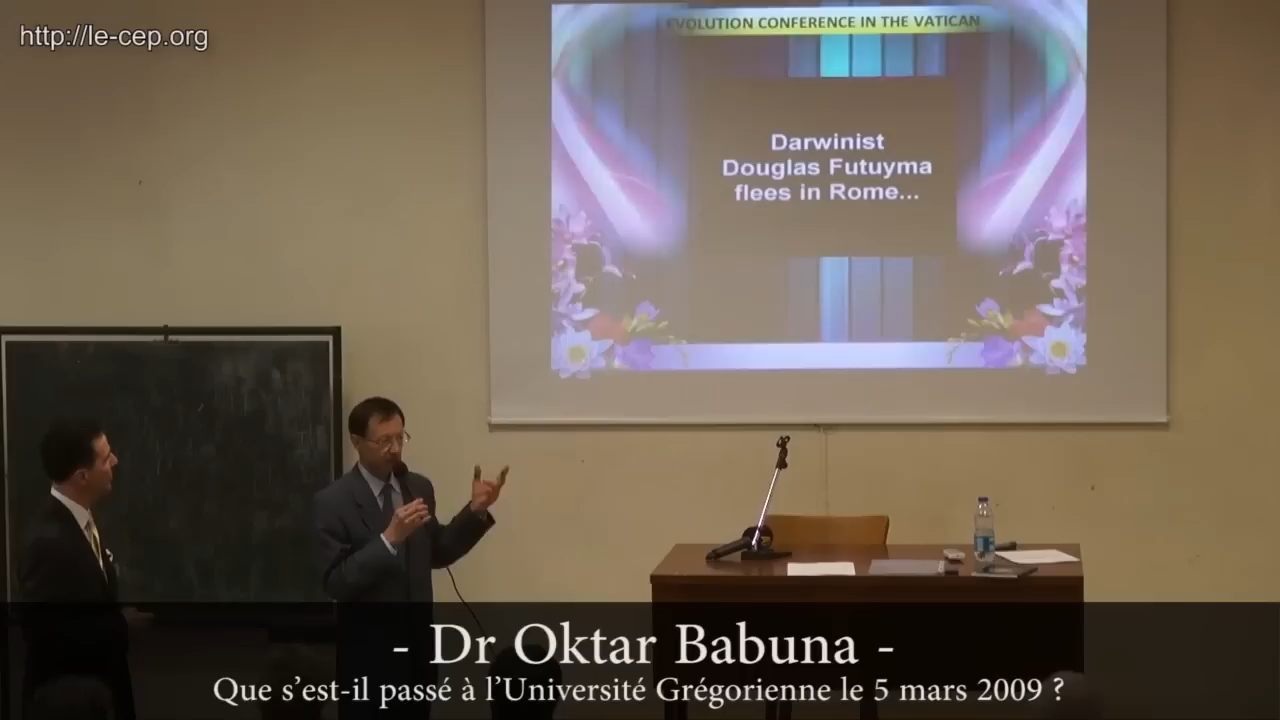 http://le-cep.org
EVOLUTION CONFERENCE IN THE VATICAN
Darwinist
Douglas Futuyma
flees in Rome...
- Dr Oktar Babuna -
Que s’est-il passé à l’Université Grégorienne le 5 mars 2009 ?